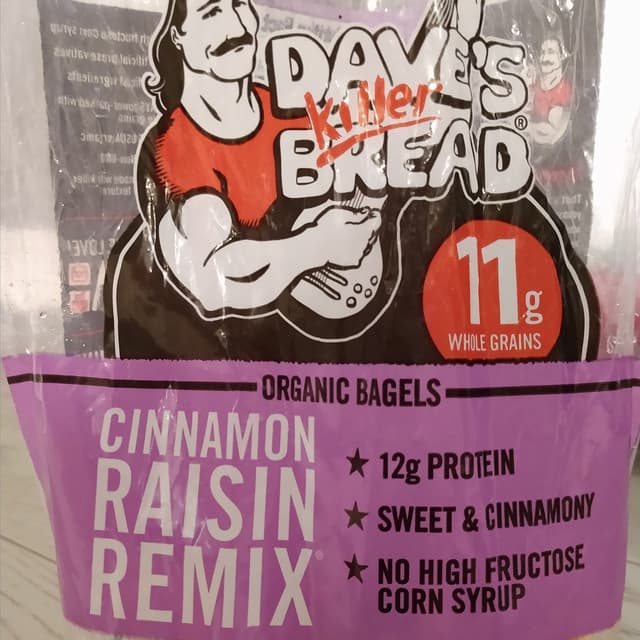 DAVE'S
Killer
BREAD®
11g
WHOLE GRAINS
ORGANIC BAGELS
CINNAMON
RAISIN
REMIX
★ 12g PROTEIN
★ SWEET & CINNAMONY
★ NO HIGH FRUCTOSE
CORN SYRUP